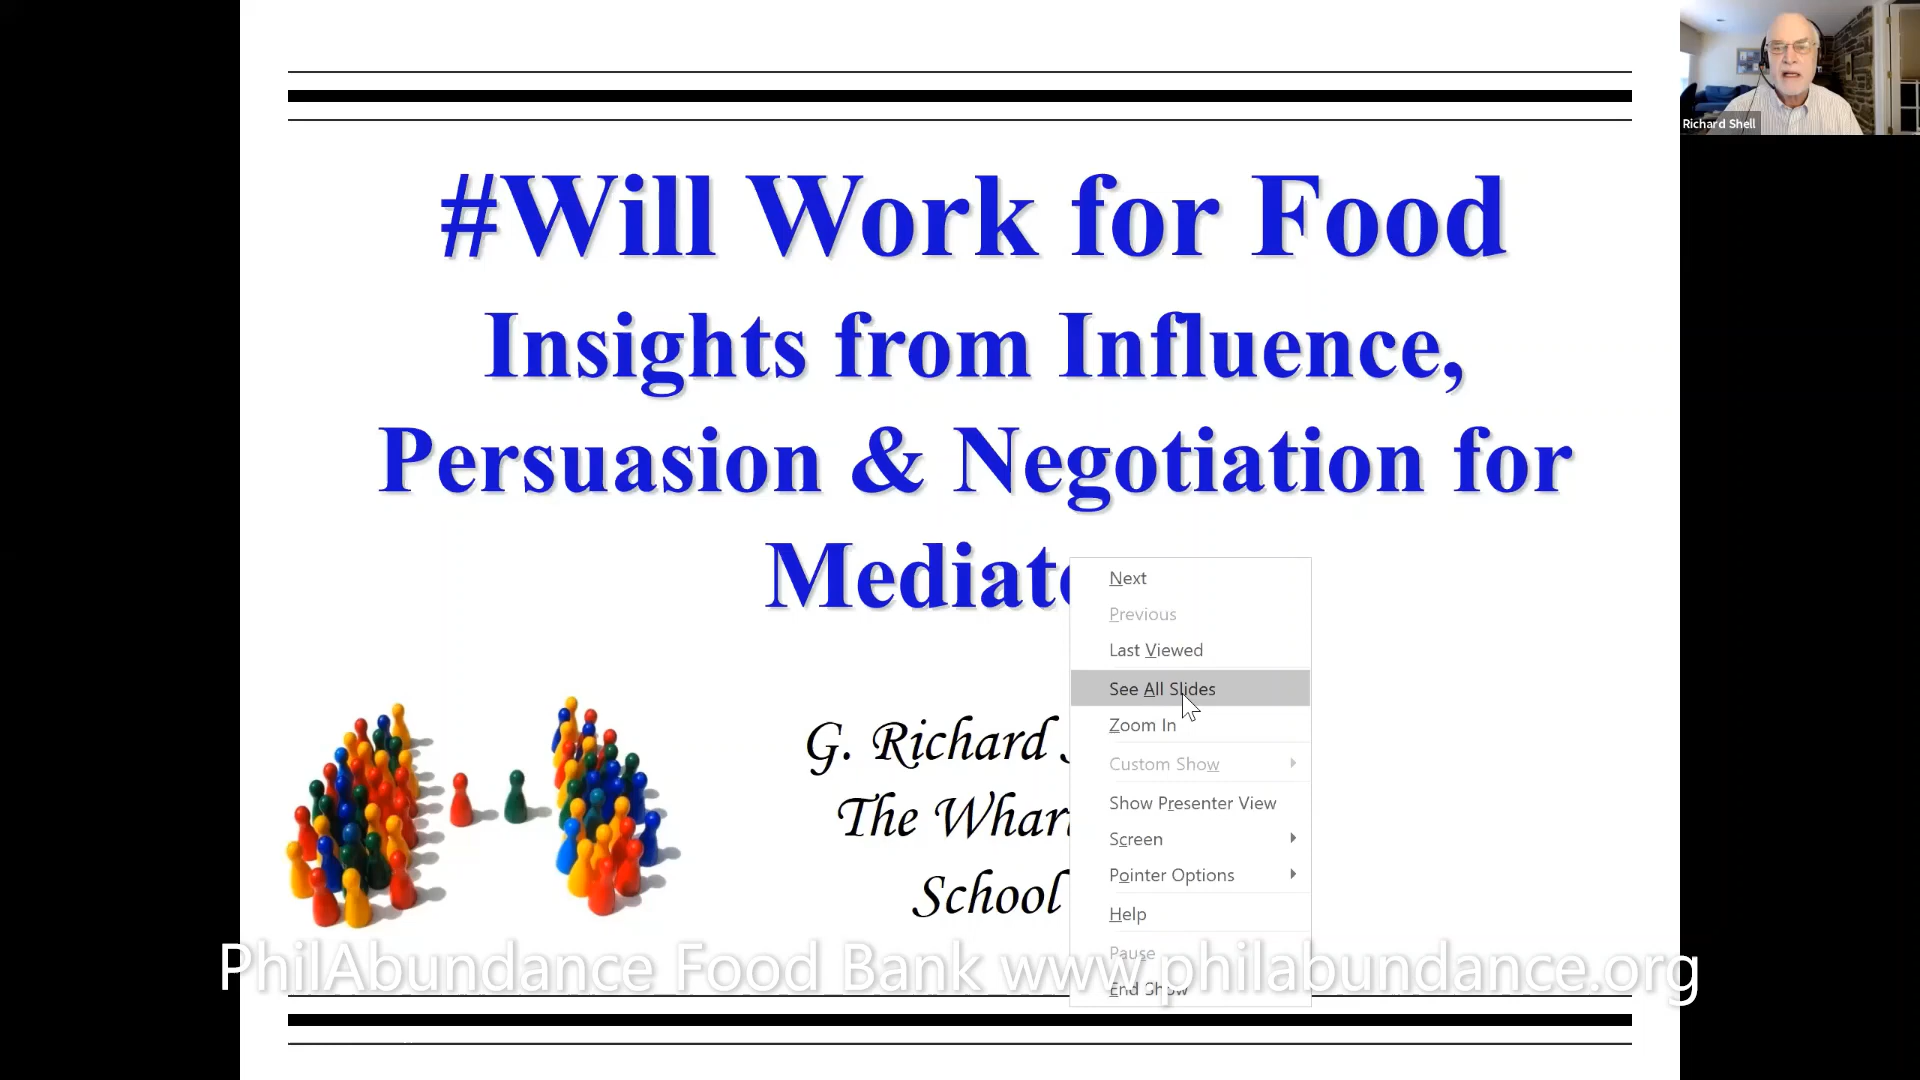 Richard Shell
#Will Work for Food
Insights from Influence,
Persuasion & Negotiation for
Mediato
Next
Previous
Last Viewed
See All Slides
Zoom In
Custom Show
Show Presenter View
Screen
Pointer Options
Help
Pause
End Show
G. Richard
The Whar
School
PhilAbundance Food Bank www.philabundance.org